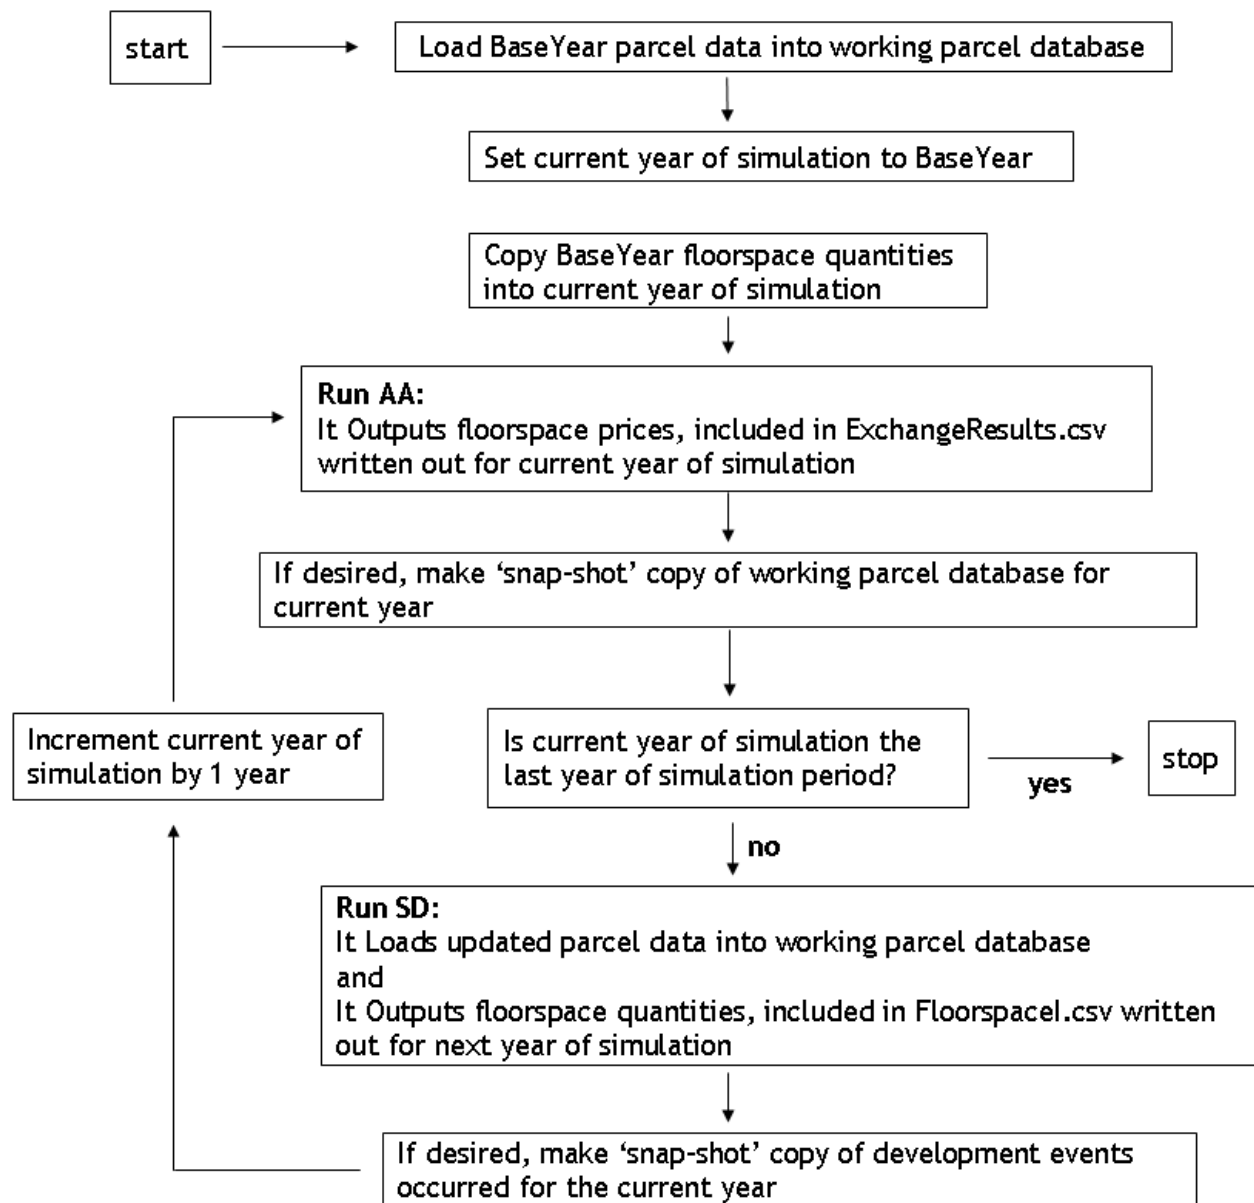 start
Load BaseYear parcel data into working parcel database
Set current year of simulation to BaseYear
Copy BaseYear floorspace quantities
into current year of simulation
Run AA:
It Outputs floorspace prices, included in ExchangeResults.csv
written out for current year of simulation
If desired, make ‘snap-shot’ copy of working parcel database for
current year
Increment current year of
simulation by 1 year
Is current year of simulation the
last year of simulation period?
yes
stop
no
Run SD:
It Loads updated parcel data into working parcel database
and
It Outputs floorspace quantities, included in FloorspaceI.csv written
out for next year of simulation
If desired, make ‘snap-shot’ copy of development events
occurred for the current year